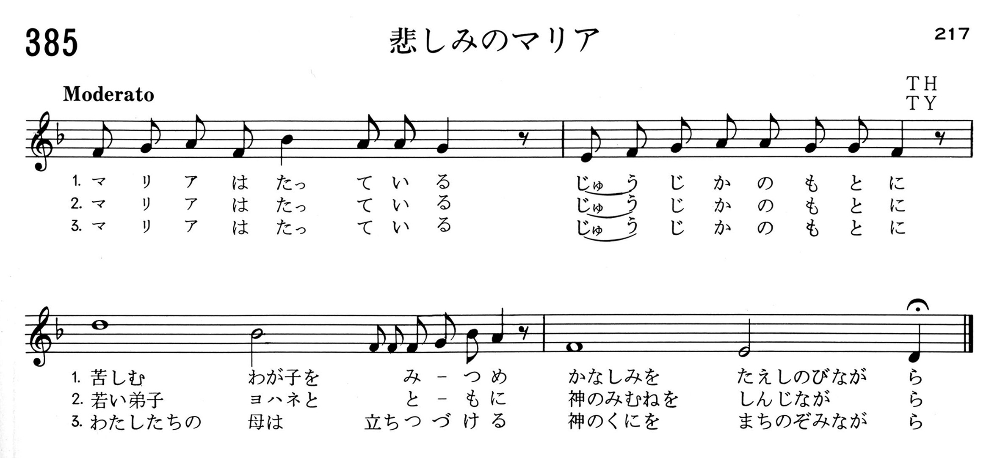 385 悲しみのマリア 217
TH
Moderato TY
1. マ リ ア は たっ て い る じゅ う じ か の も と に
2. マ リ ア は たっ て い る じゅ う じ か の も と に
3. マ リ ア は たっ て い る じゅ う じ か の も と に
1. 苦しむ わが子を み - つ め かなしみを たえしのびなが ら
2. 若い弟子 ヨハネと と - も に 神のみむねを しんじなが ら
3. わたしたちの 母は 立ちつ づ け る 神のくにを まちのぞみなが ら